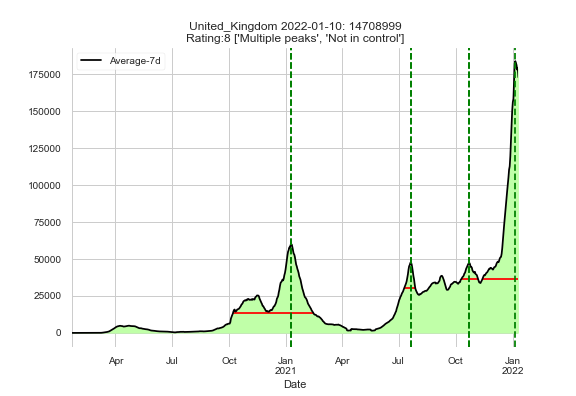 United_Kingdom 2022-01-10: 14708999
Rating:8 ['Multiple peaks', 'Not in control']
Average-7d
175000
150000
125000
100000
75000
50000
25000
0
Apr Jul Oct Jan Apr Jul Oct Jan
2021 2022
Date